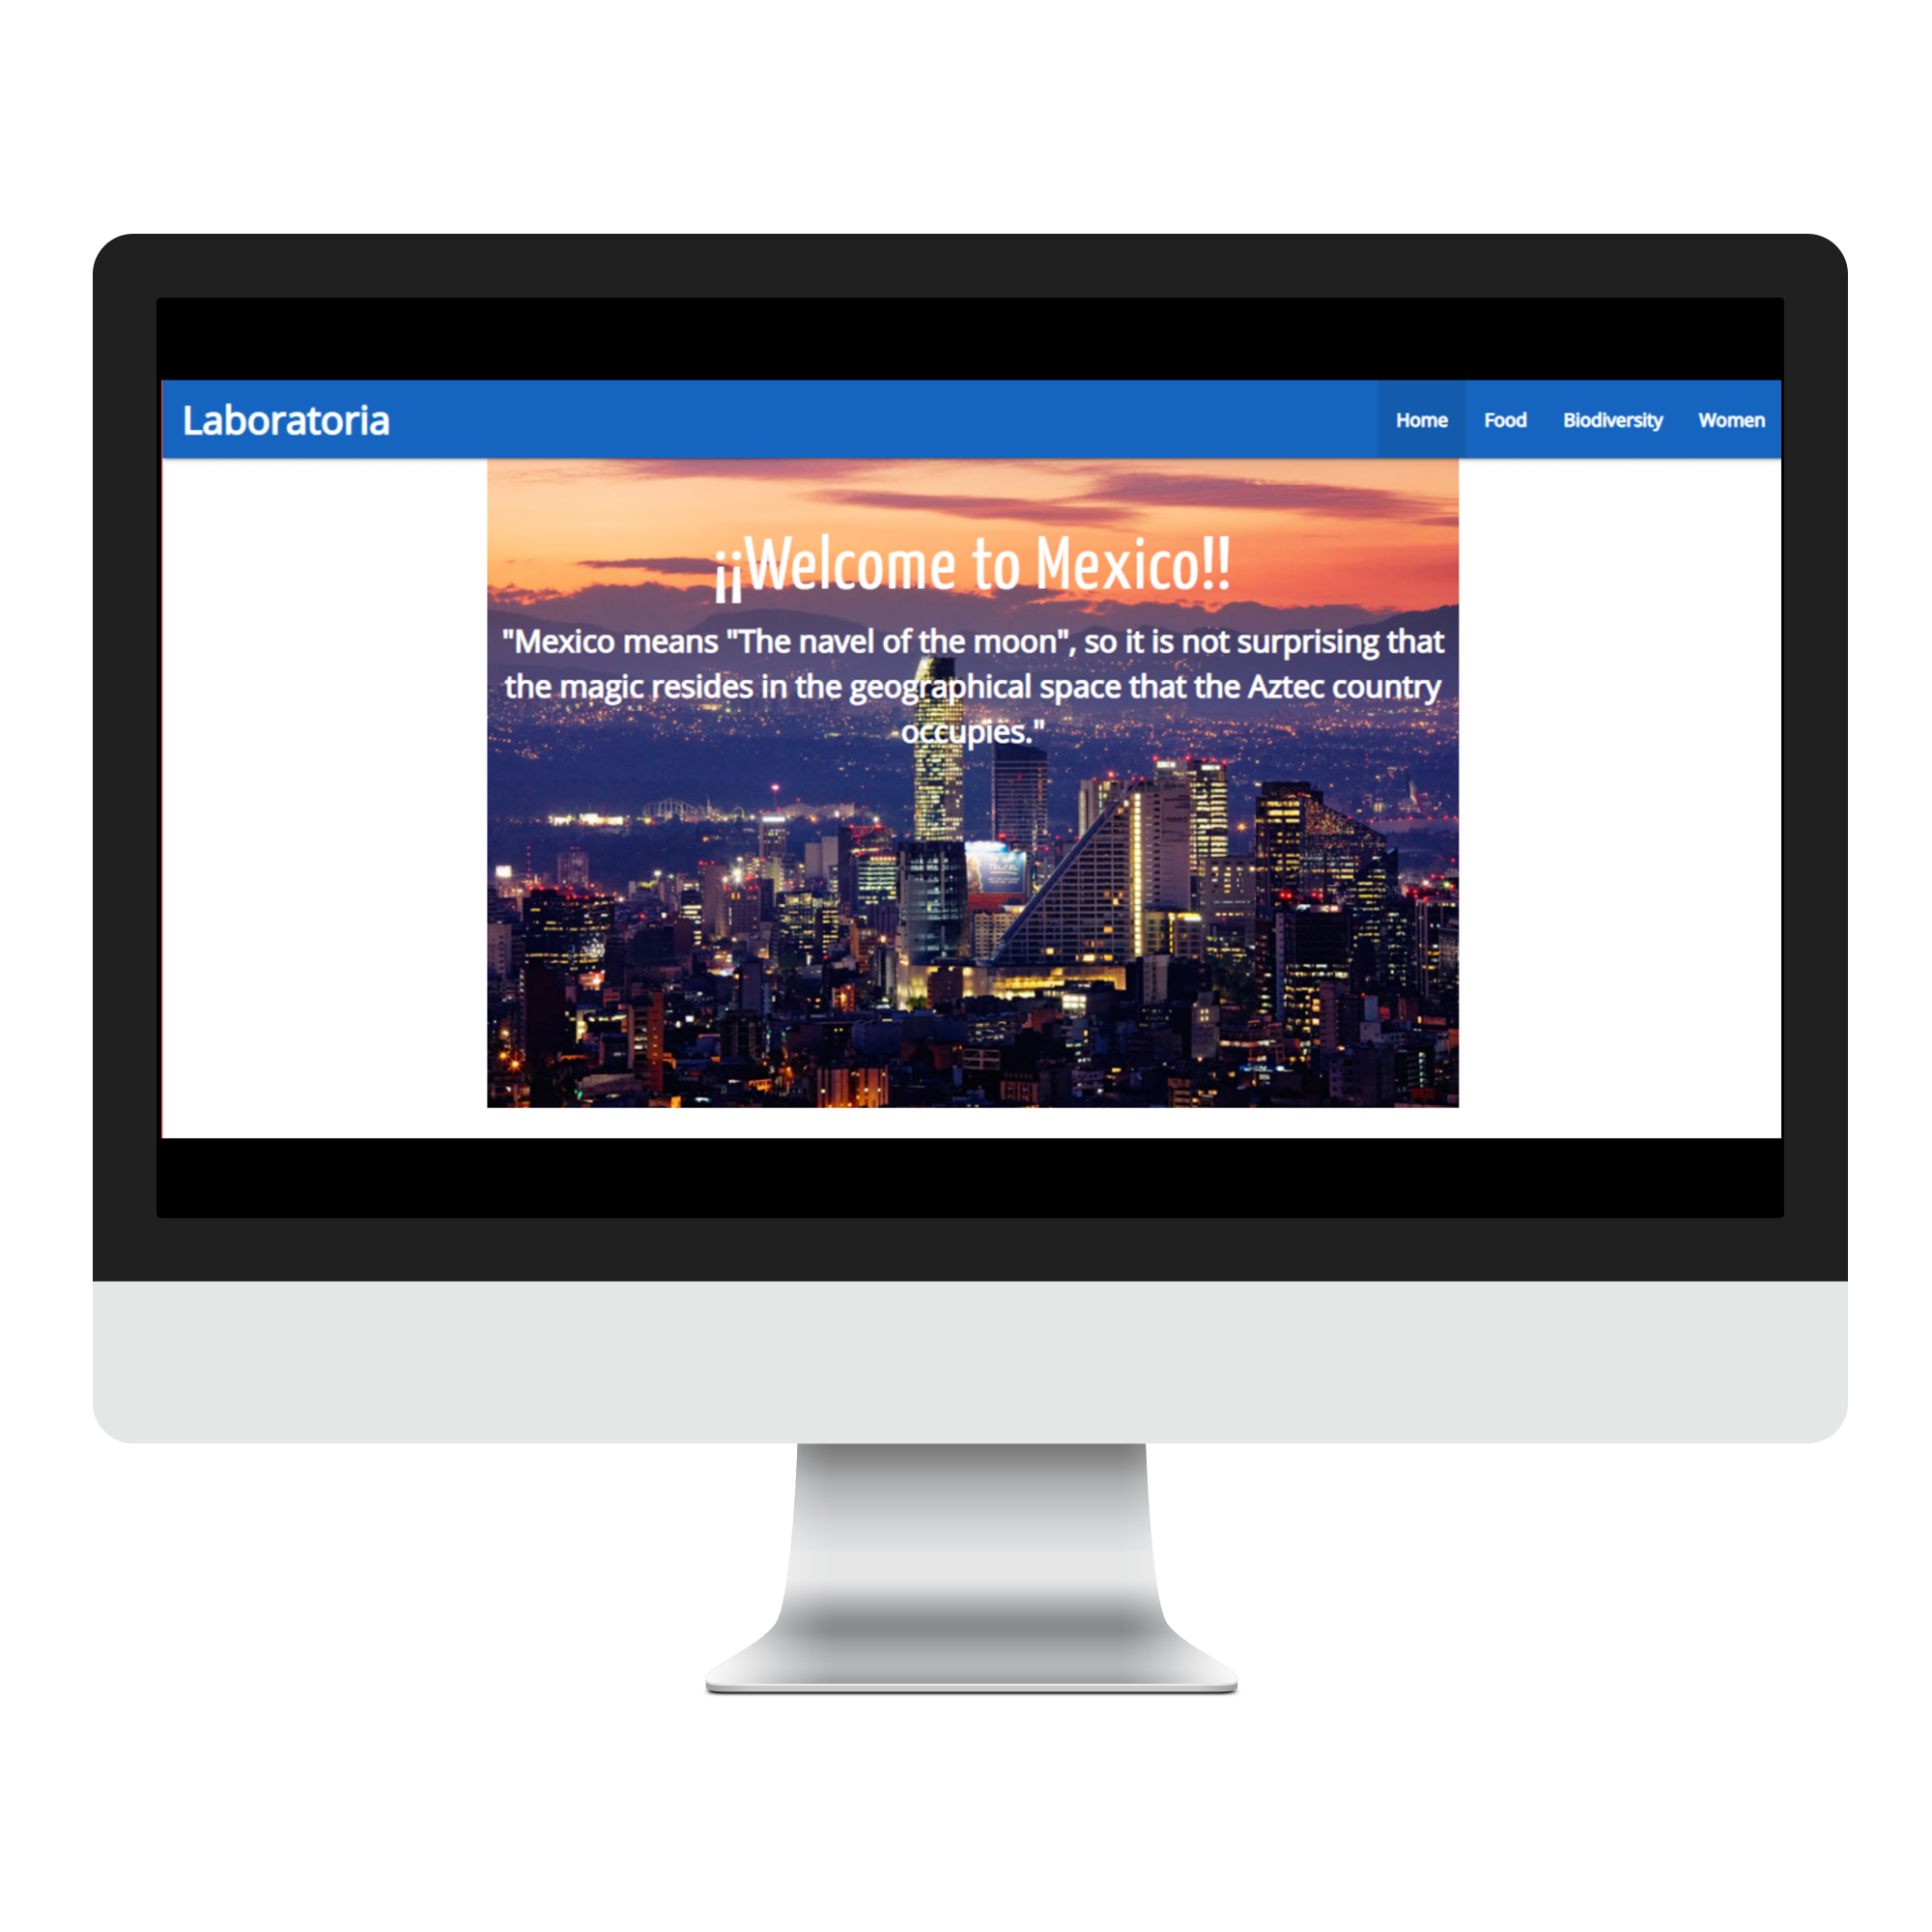 Laboratoria
Home Food Biodiversity Women
¡¡Welcome to Mexico!!
"Mexico means "The navel of the moon", so it is not surprising that
the magic resides in the geographical space that the Aztec country
occupies."